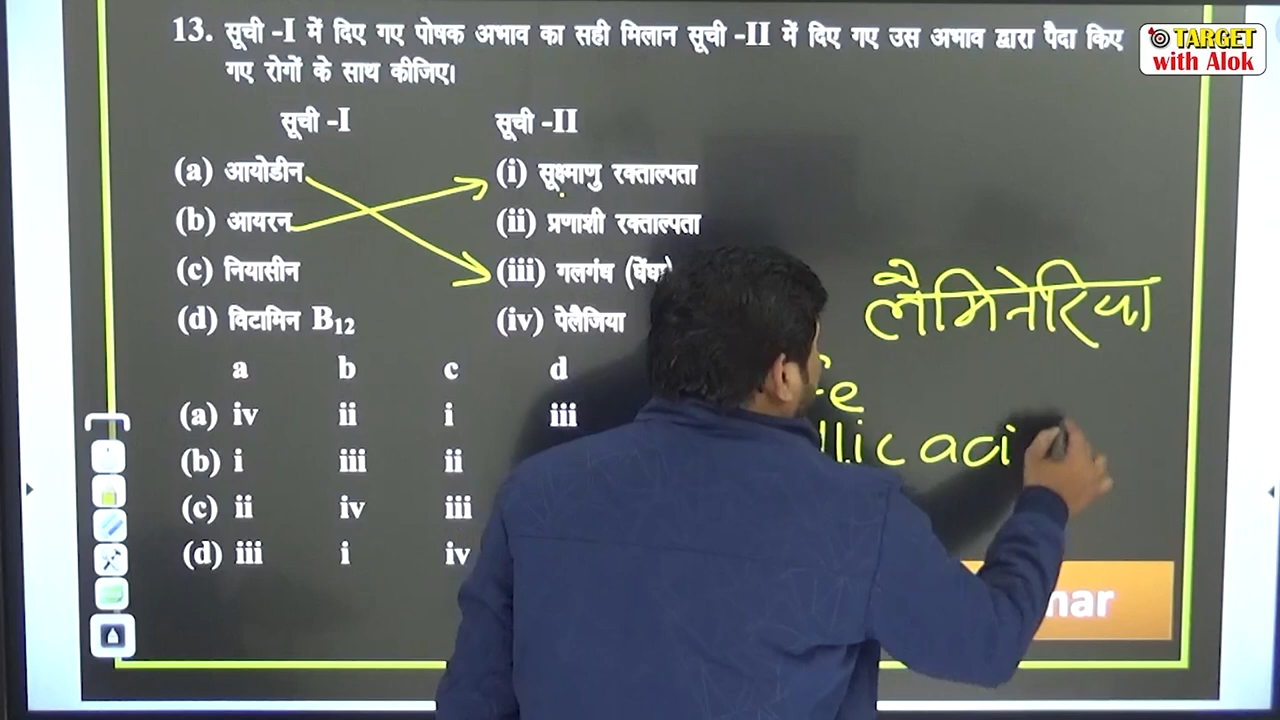 13. सूची -I में दिए गए पोषक अभाव का सही मिलान सूची -II में दिए गए उस अभाव द्वारा पैदा किए
गए रोगों के साथ कीजिए।
TARGET
with Alok
सूची -I सूची -II
(a) आयोडीन (i) सूक्ष्माणु रक्ताल्पता
(b) आयरन (ii) प्रणाशी रक्ताल्पता
(c) नियासीन (iii) गलगंध (घेंघा)
(d) विटामिन B12 (iv) पेलैजिया
लैमिनेरिया
a b c d
(a) iv ii i iii
(b) i iii ii
(c) ii iv iii
(d) iii i iv